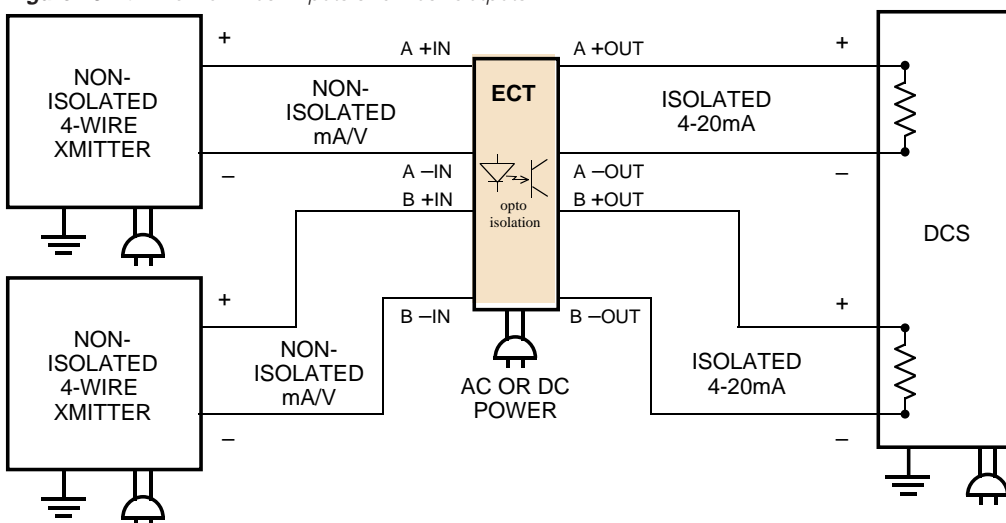 Figure
NON-
ISOLATED
4-WIRE
XMITTER
+
–
NON-
ISOLATED
mA/V
A +IN
A –IN
B +IN
B –IN
ECT
opto
isolation
A +OUT
A –OUT
B +OUT
B –OUT
ISOLATED
4-20mA
+
–
DCS
NON-
ISOLATED
4-WIRE
XMITTER
+
–
NON-
ISOLATED
mA/V
AC OR DC
POWER
ISOLATED
4-20mA
+
–